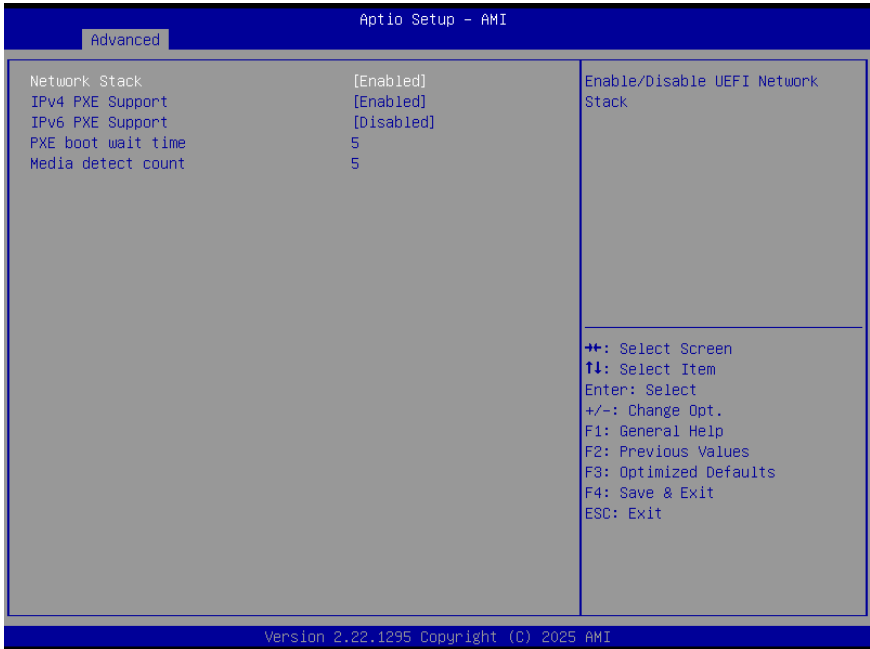 Aptio Setup – AMI
Advanced
Network Stack [Enabled]
IPv4 PXE Support [Enabled]
IPv6 PXE Support [Disabled]
PXE boot wait time 5
Media detect count 5
Enable/Disable UEFI Network
Stack
→←: Select Screen
↑↓: Select Item
Enter: Select
+/-: Change Opt.
F1: General Help
F2: Previous Values
F3: Optimized Defaults
F4: Save & Exit
ESC: Exit
Version 2.22.1295 Copyright (C) 2025 AMI